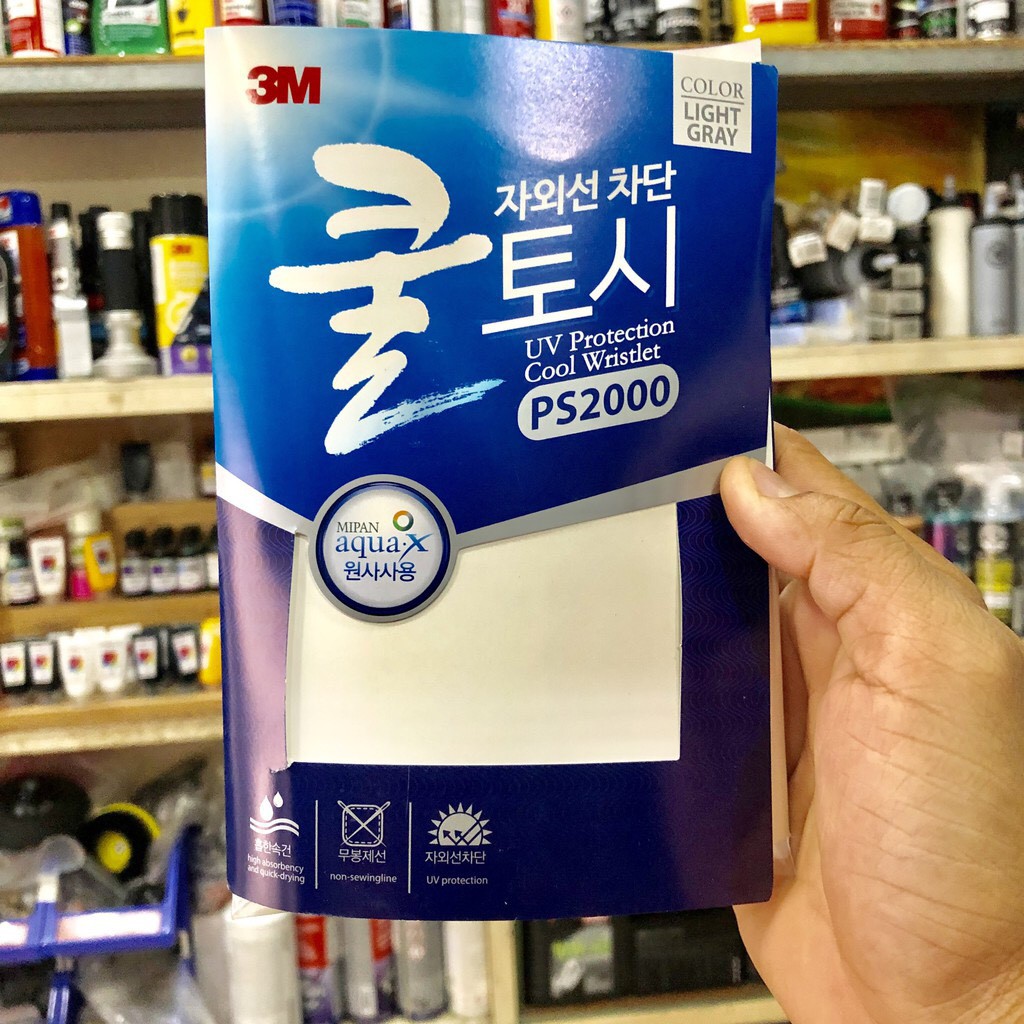 3M
COLOR
LIGHT
GRAY
쿨
자외선 차단
토시
UV Protection
Cool Wristlet
PS2000
MIPAN
aqua·X
원사사용
흡한속건
high absorbency
and quick-drying
무봉제선
non-sewingline
자외선차단
UV protection
3M